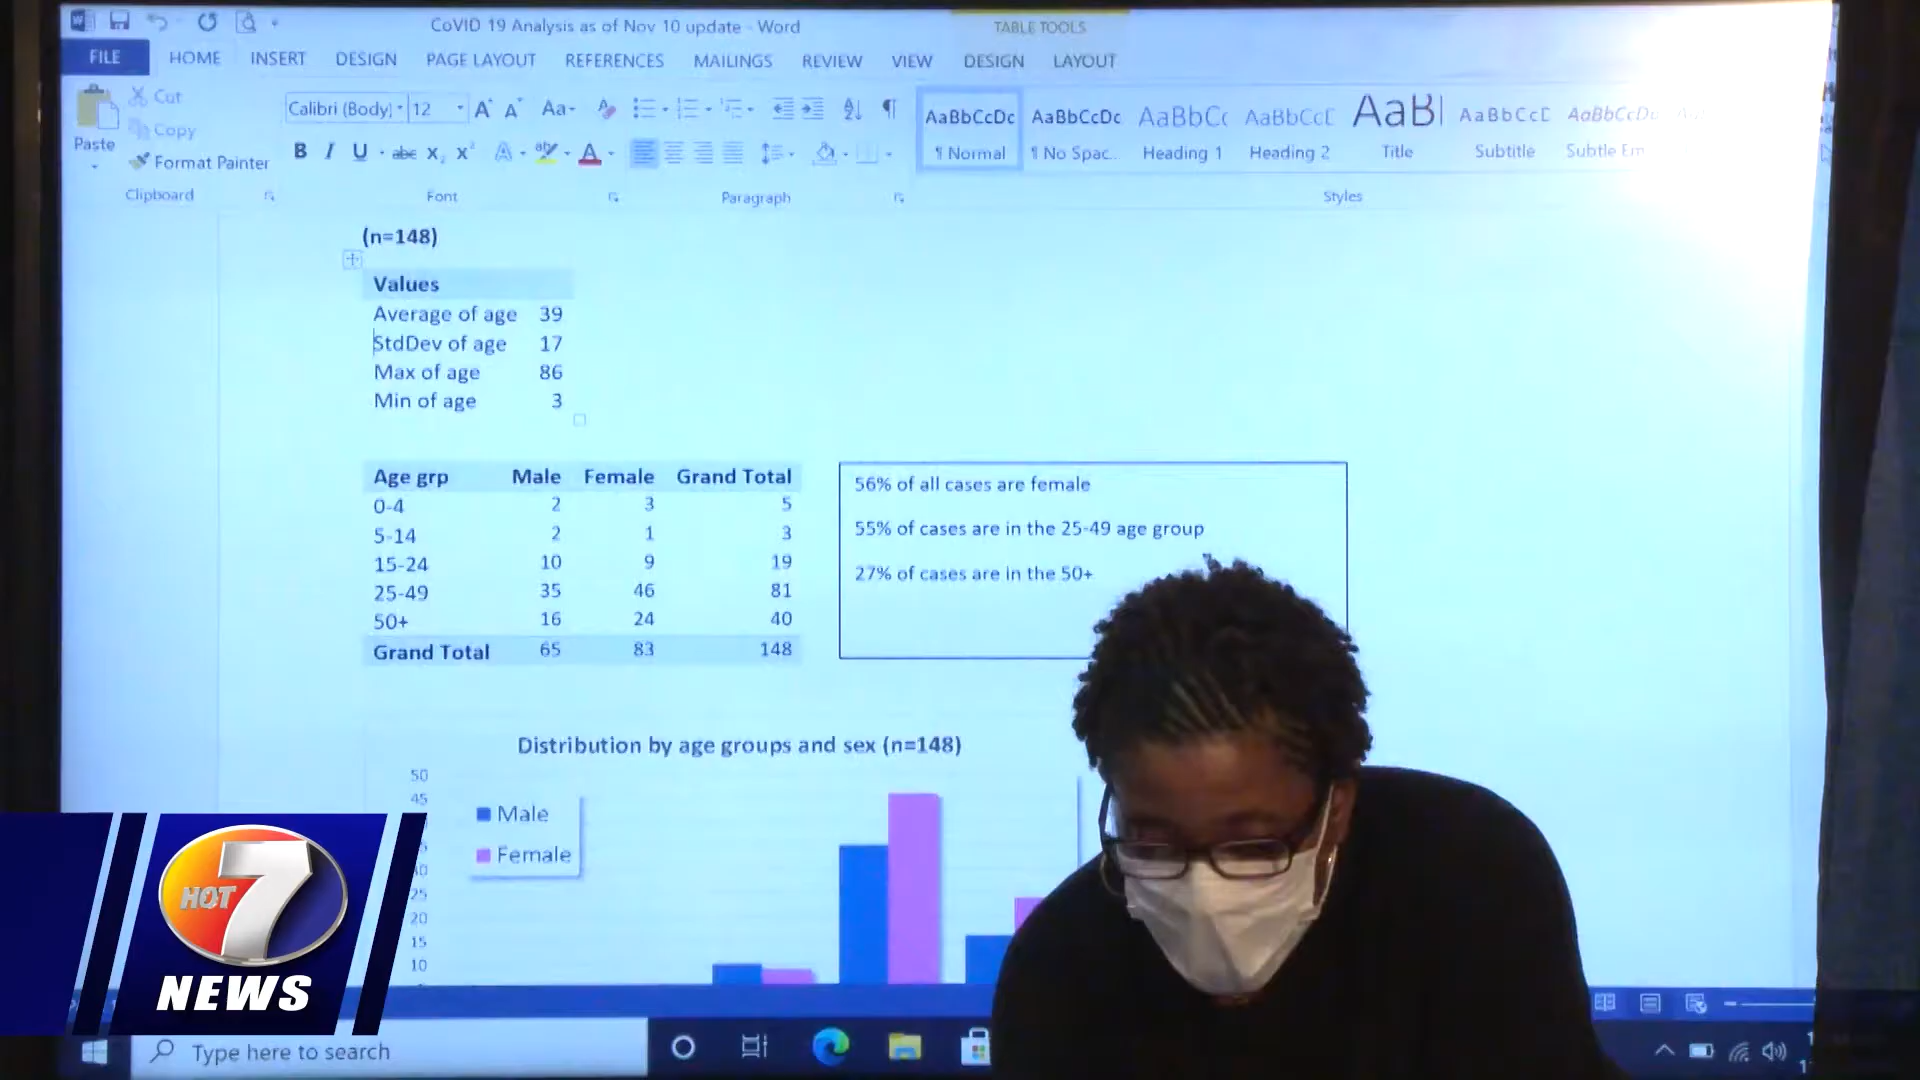 CoVID 19 Analysis as of Nov 10 update - Word
TABLE TOOLS
FILE HOME INSERT DESIGN PAGE LAYOUT REFERENCES MAILINGS REVIEW VIEW DESIGN LAYOUT
Cut
Copy
Paste
Format Painter
Calibri (Body) 12
Aa
B I U abc X₂ X² A
AaBbCcDc AaBbCcDc AaBbCc AaBbCcD AaBl AaBbCcD AaBbCcDc
¶ Normal ¶ No Spac... Heading 1 Heading 2 Title Subtitle Subtle Em
Clipboard Font Paragraph Styles
(n=148)
Values
Average of age 39
StdDev of age 17
Max of age 86
Min of age 3
Age grp Male Female Grand Total
0-4 2 3 5
5-14 2 1 3
15-24 10 9 19
25-49 35 46 81
50+ 16 24 40
Grand Total 65 83 148
56% of all cases are female
55% of cases are in the 25-49 age group
27% of cases are in the 50+
Distribution by age groups and sex (n=148)
50
45
25
20
15
10
Male
Female
HOT 7
NEWS
Type here to search